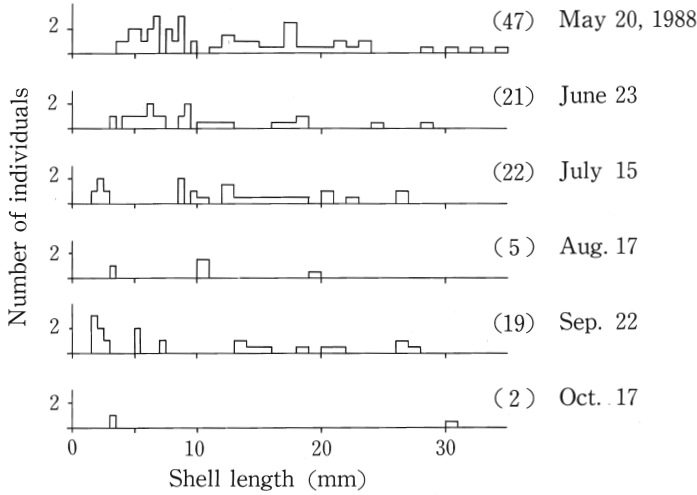 2 (47) May 20, 1988
2 (21) June 23
2 (22) July 15
2 (5) Aug. 17
2 (19) Sep. 22
2 (2) Oct. 17
0 10 20 30
Shell length (mm)
Number of individuals